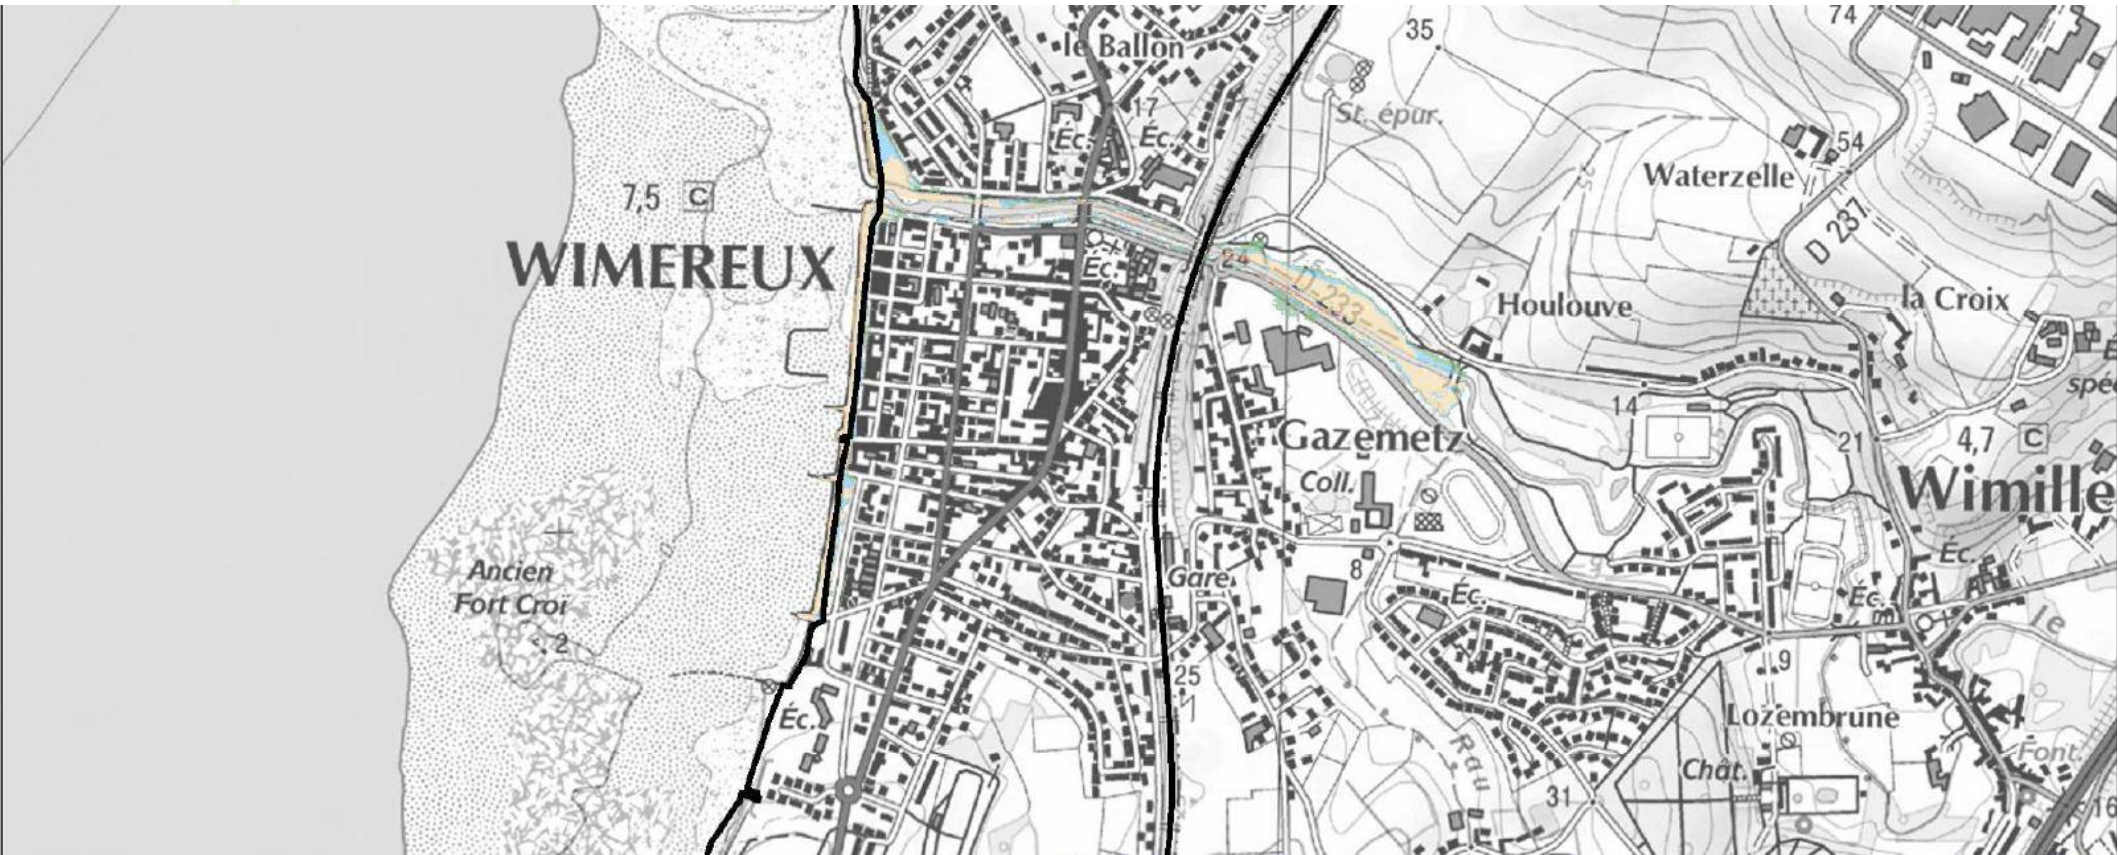 74
35
le Ballon
17
Éc.
Éc.
St. épur.
54
Waterzelle
7,5 C
D 237
WIMEREUX
Éc.
24
D 233
Houlouve
la Croix
spé
14
Gazemetz
21
4,7 C
Coll.
Wimille
Ancien
Fort Croï
Gare
8
Éc.
Éc.
Éc.
le
2
25
9
Éc.
Lozembrune
Rau
Font.
Chât.
31
16